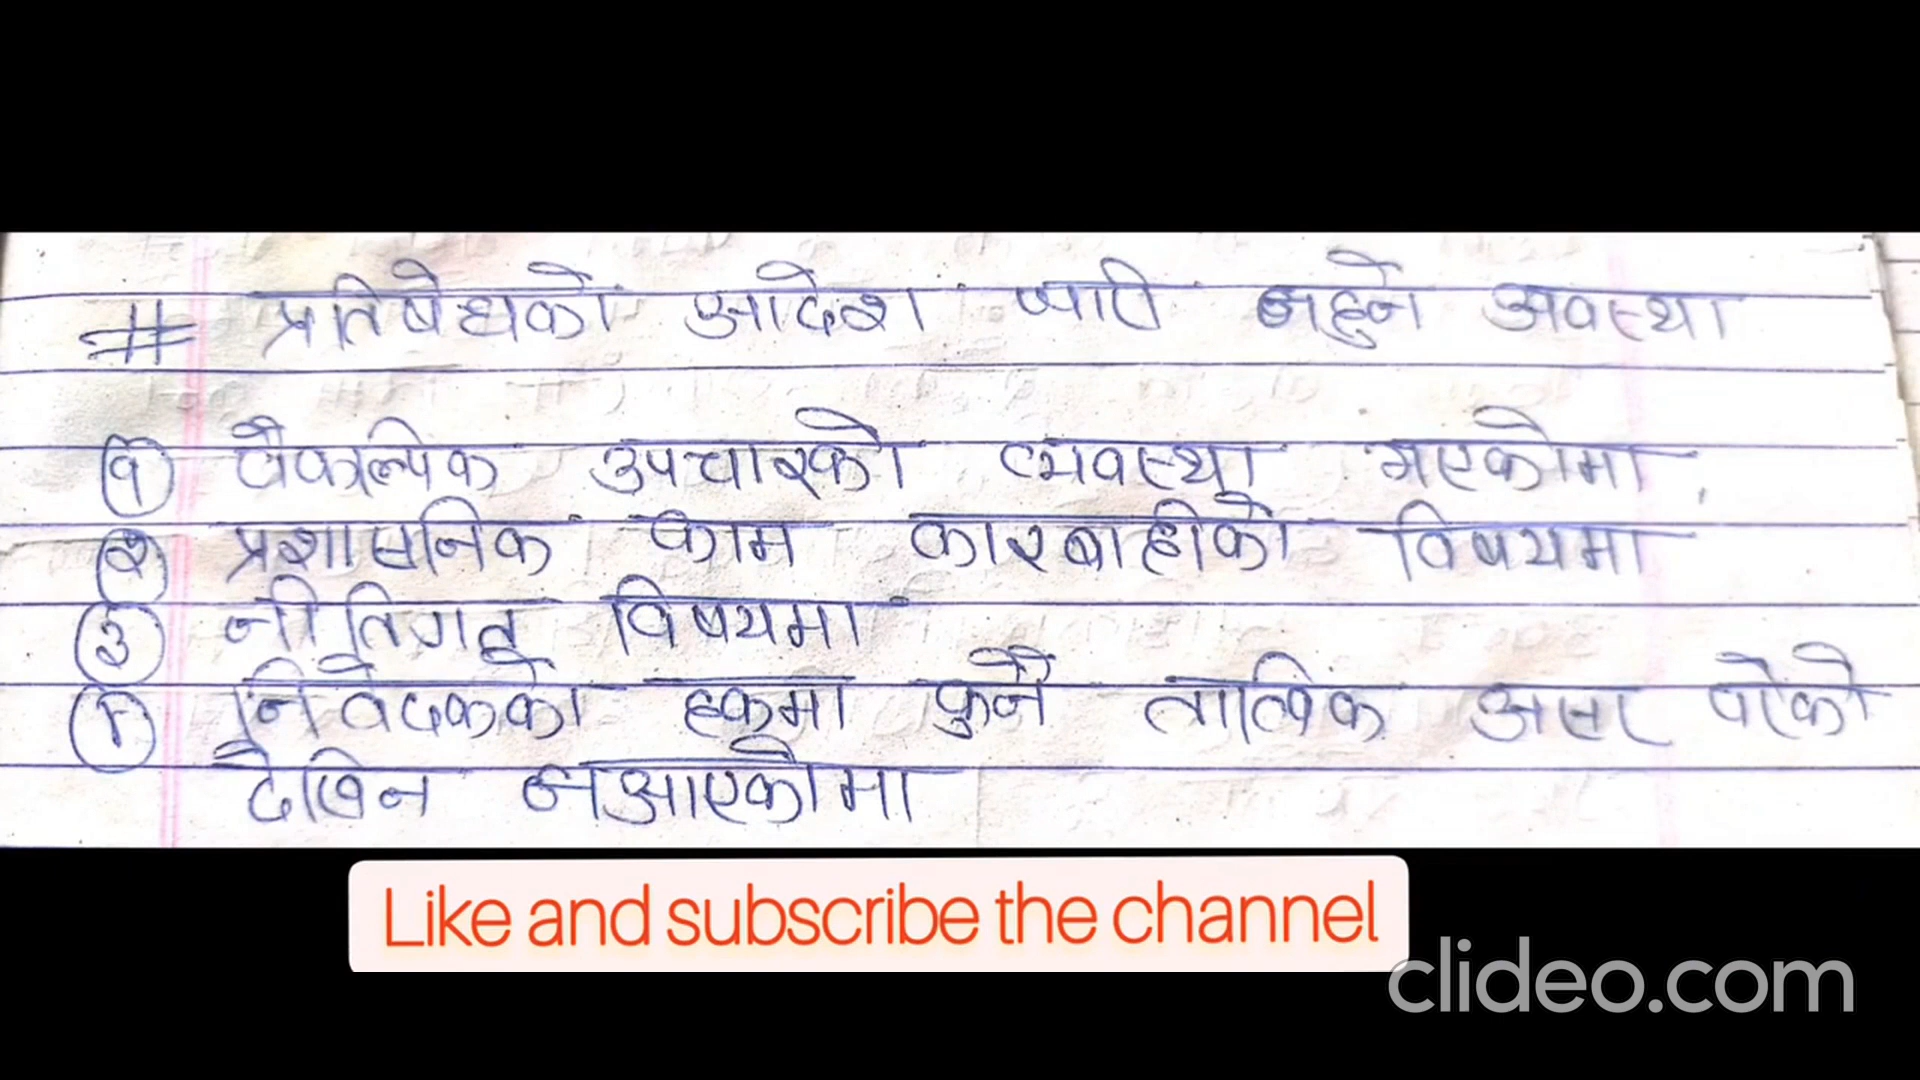 # प्रतिषेधको आदेश जारी नहुने अवस्था
१ वैकल्पिक उपचारको व्यवस्था भएकोमा
२ प्रशासनिक काम कारबाहीको विषयमा
३ नीतिगत विषयमा
४ निवेदकको हकमा कुनै तात्विक असर परेको
देखिन नआएकोमा
Like and subscribe the channel
clideo.com